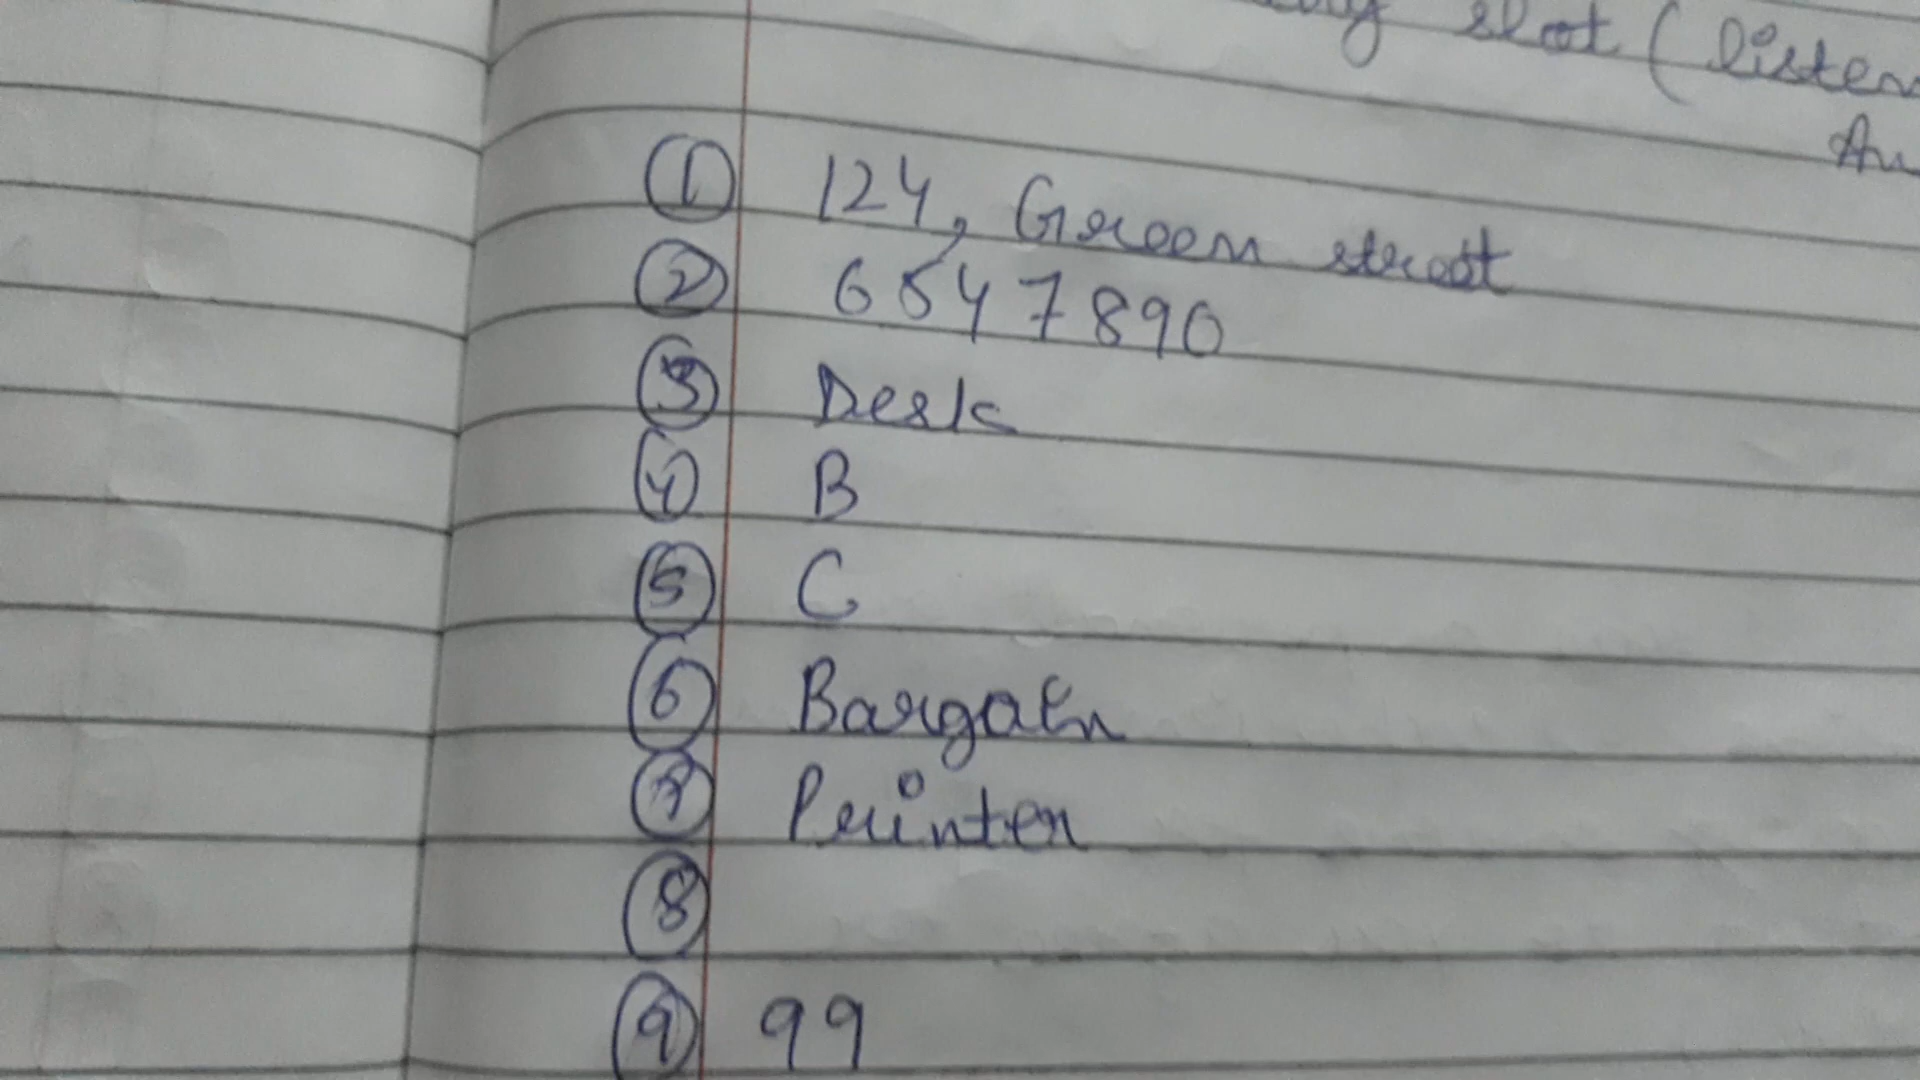 slot (listen
① 124, Green street
② 6547890
③ Desk
④ B
⑤ C
⑥ Bargain
⑦ Printer
⑧
⑨ 99